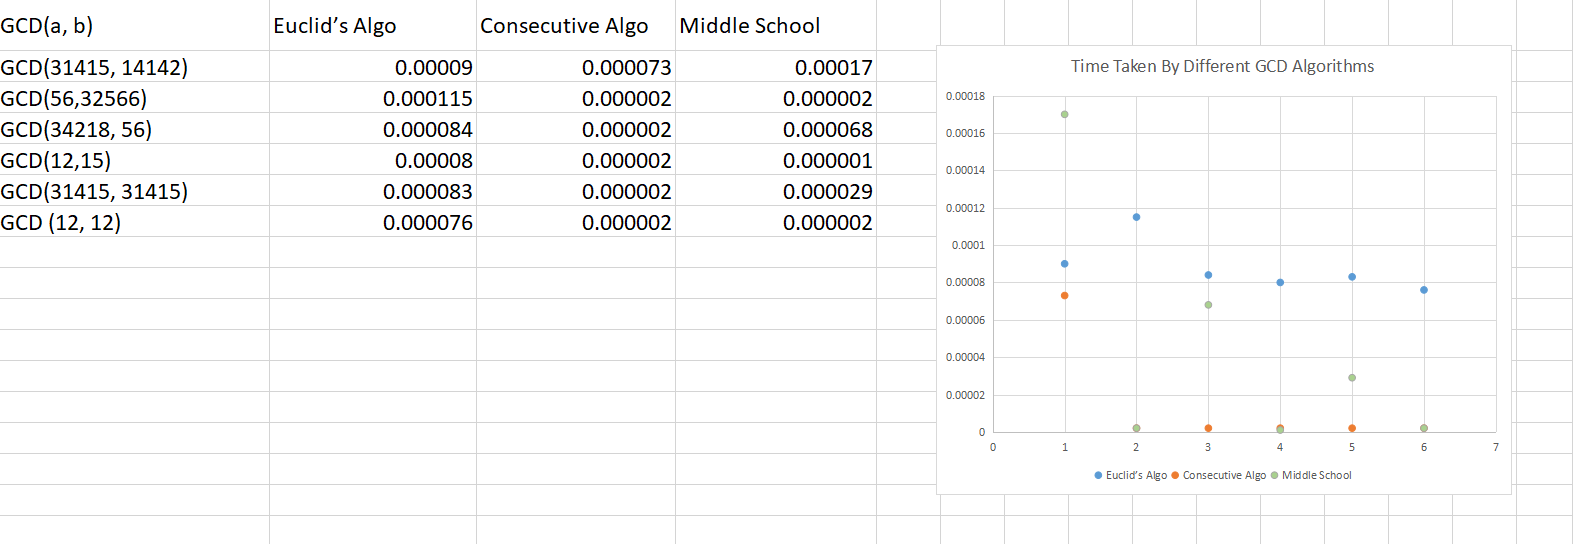 GCD(a, b) Euclid's Algo Consecutive Algo Middle School
GCD(31415, 14142) 0.00009 0.000073 0.00017
GCD(56,32566) 0.000115 0.000002 0.000002
GCD(34218, 56) 0.000084 0.000002 0.000068
GCD(12,15) 0.00008 0.000002 0.000001
GCD(31415, 31415) 0.000083 0.000002 0.000029
GCD (12, 12) 0.000076 0.000002 0.000002
Time Taken By Different GCD Algorithms
0.00018
0.00016
0.00014
0.00012
0.0001
0.00008
0.00006
0.00004
0.00002
0
0 1 2 3 4 5 6 7
Euclid's Algo Consecutive Algo Middle School